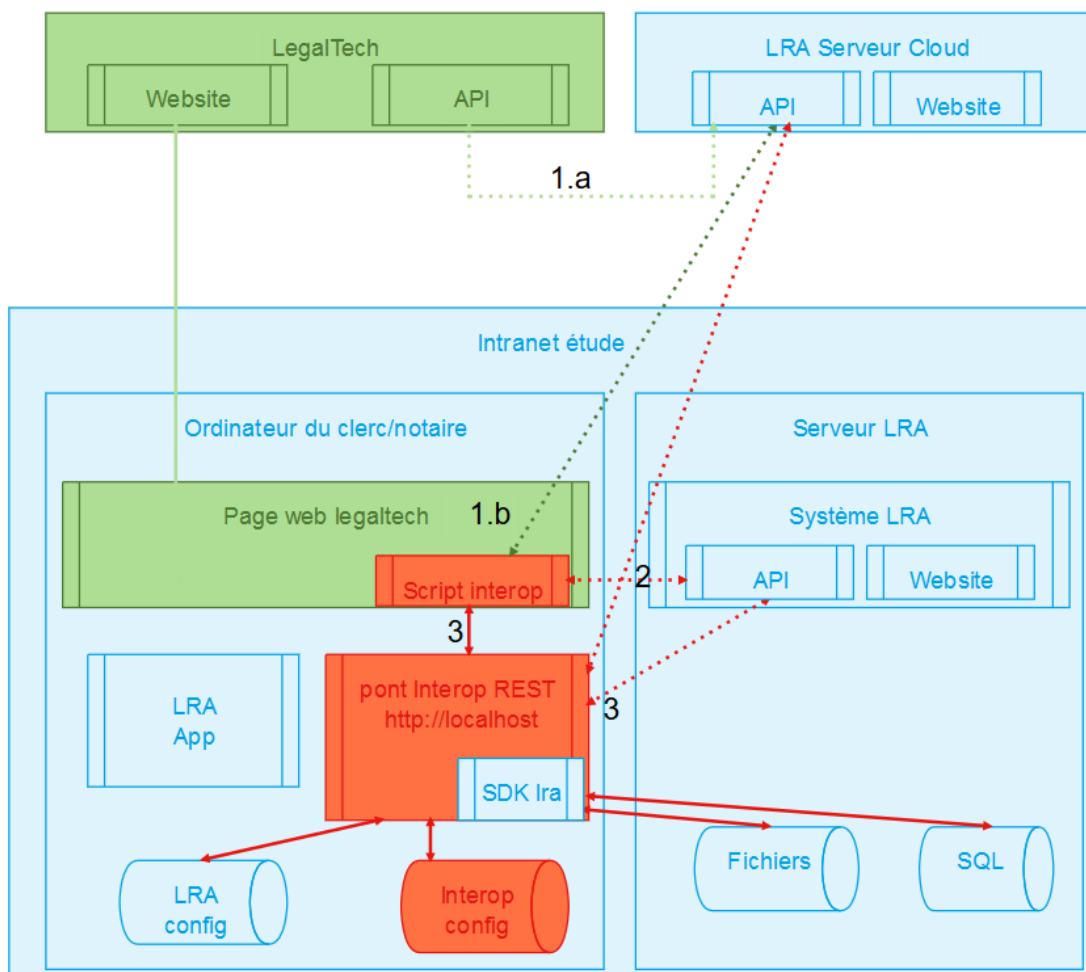 LegalTech
Website
API
LRA Serveur Cloud
API
Website
1.a
Intranet étude
Ordinateur du clerc/notaire
Page web legaltech
1.b
Script interop
3
2
pont Interop REST
http://localhost
3
SDK lra
LRA
App
LRA
config
Interop
config
Serveur LRA
Système LRA
API
Website
Fichiers
SQL